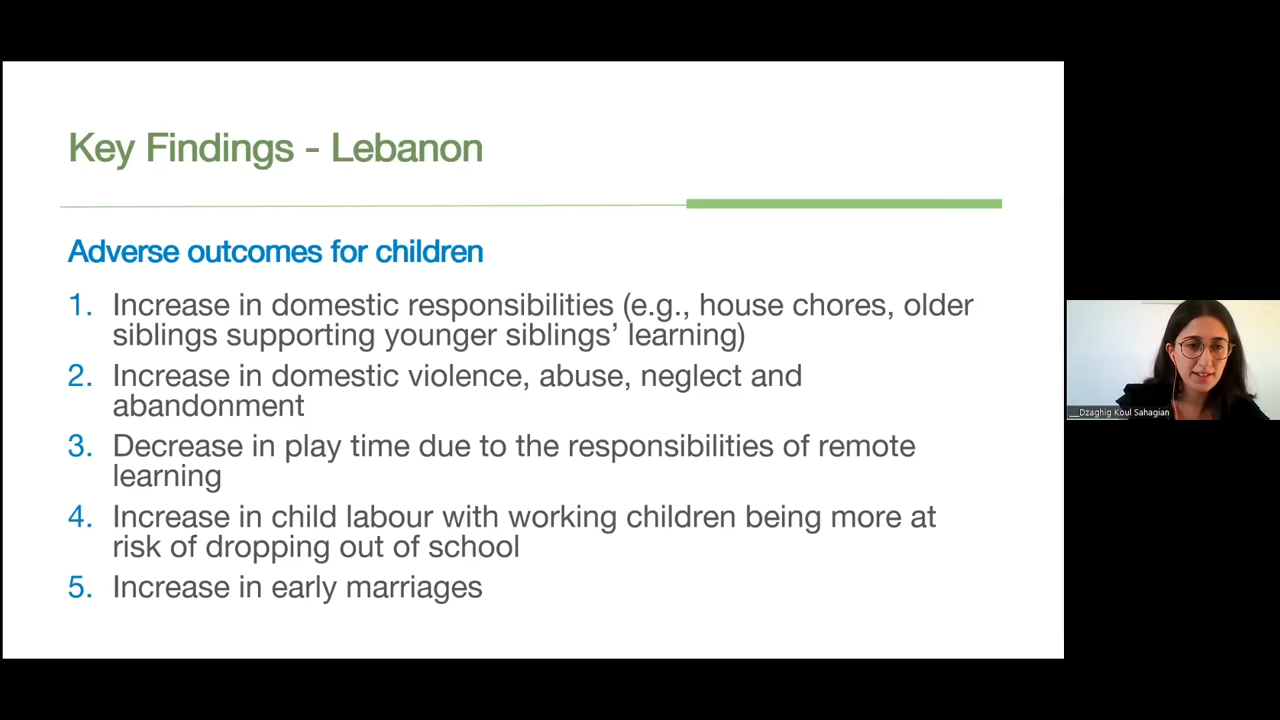 Key Findings - Lebanon
Adverse outcomes for children
1. Increase in domestic responsibilities (e.g., house chores, older
siblings supporting younger siblings’ learning)
2. Increase in domestic violence, abuse, neglect and
abandonment
3. Decrease in play time due to the responsibilities of remote
learning
4. Increase in child labour with working children being more at
risk of dropping out of school
5. Increase in early marriages
__Dzaghig Koul Sahagian